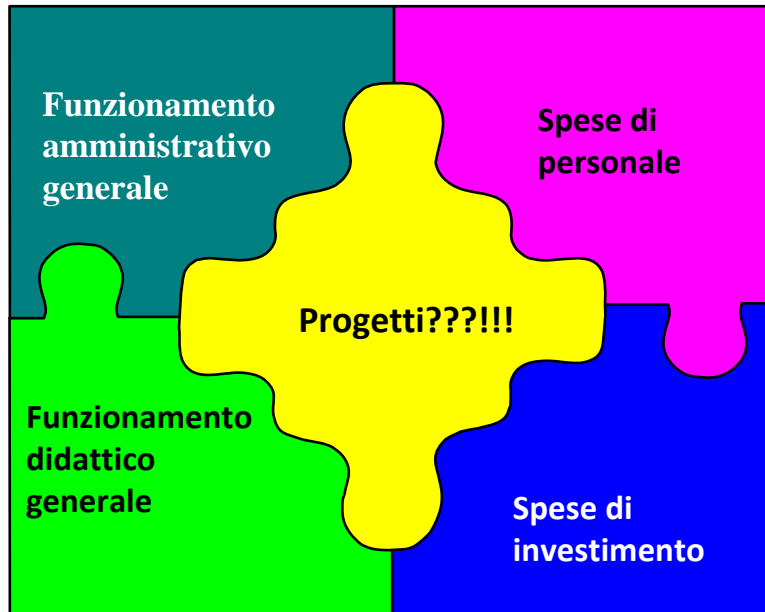 Funzionamento
amministrativo
generale
Spese di
personale
Progetti???!!!
Funzionamento
didattico
generale
Spese di
investimento